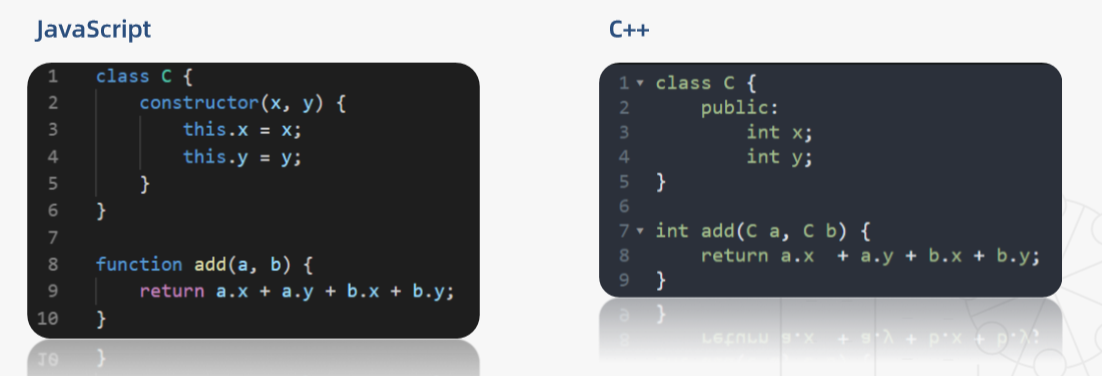 JavaScript
1 class C {
2 constructor(x, y) {
3 this.x = x;
4 this.y = y;
5 }
6 }
7
8 function add(a, b) {
9 return a.x + a.y + b.x + b.y;
10 }
C++
1 class C {
2 public:
3 int x;
4 int y;
5 }
6
7 int add(C a, C b) {
8 return a.x + a.y + b.x + b.y;
9 }